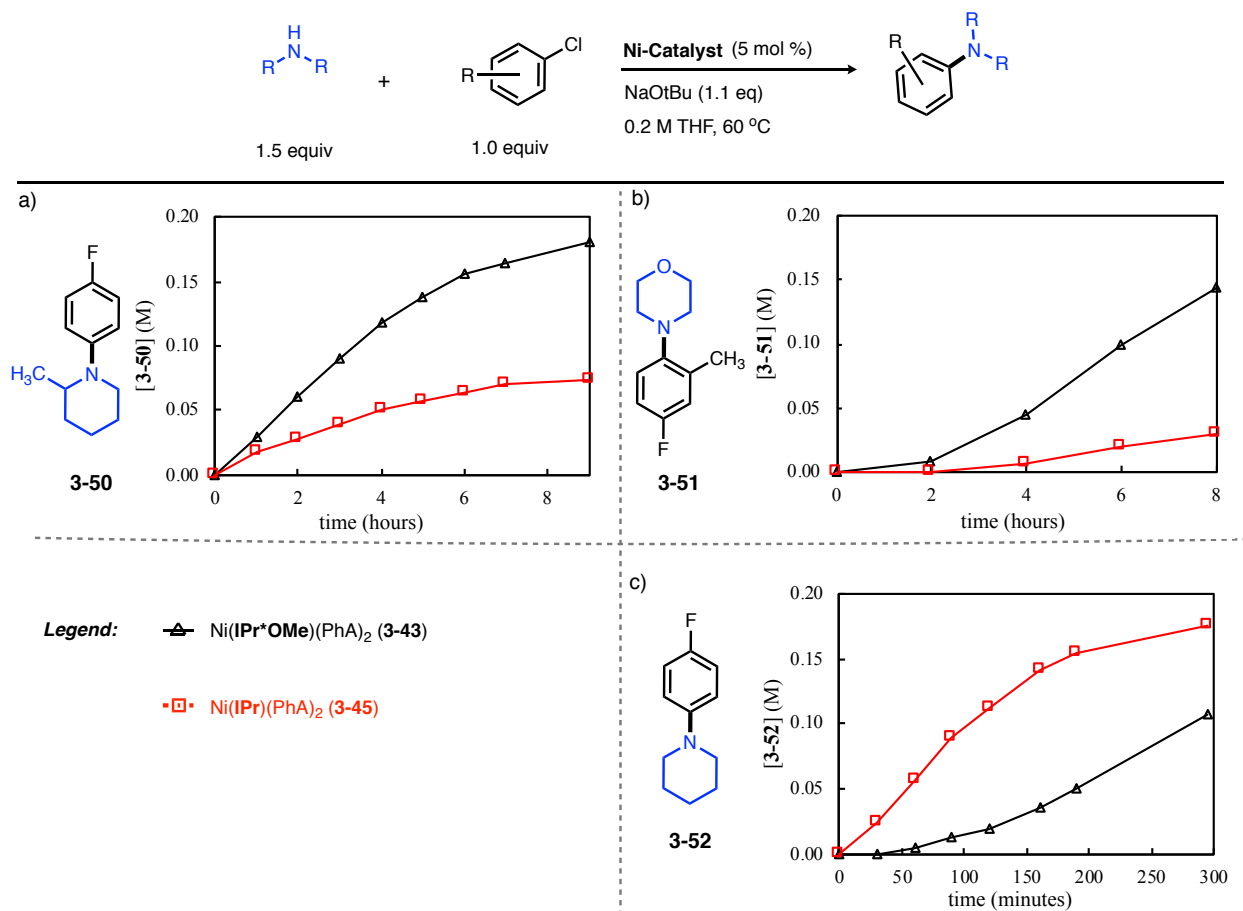 H
N
R R
1.5 equiv
+
R
Cl
1.0 equiv
Ni-Catalyst (5 mol %)
NaOtBu (1.1 eq)
0.2 M THF, 60 °C
R
R
N
R
a)
F
N
H₃C
3-50
[3-50] (M)
0.20
0.15
0.10
0.05
0.00
0 2 4 6 8
time (hours)
b)
O
N
CH₃
F
3-51
[3-51] (M)
0.20
0.15
0.10
0.05
0.00
0 2 4 6 8
time (hours)
Legend:
Ni(IPr*OMe)(PhA)₂ (3-43)
Ni(IPr)(PhA)₂ (3-45)
c)
F
N
3-52
[3-52] (M)
0.20
0.15
0.10
0.05
0.00
0 50 100 150 200 250 300
time (minutes)